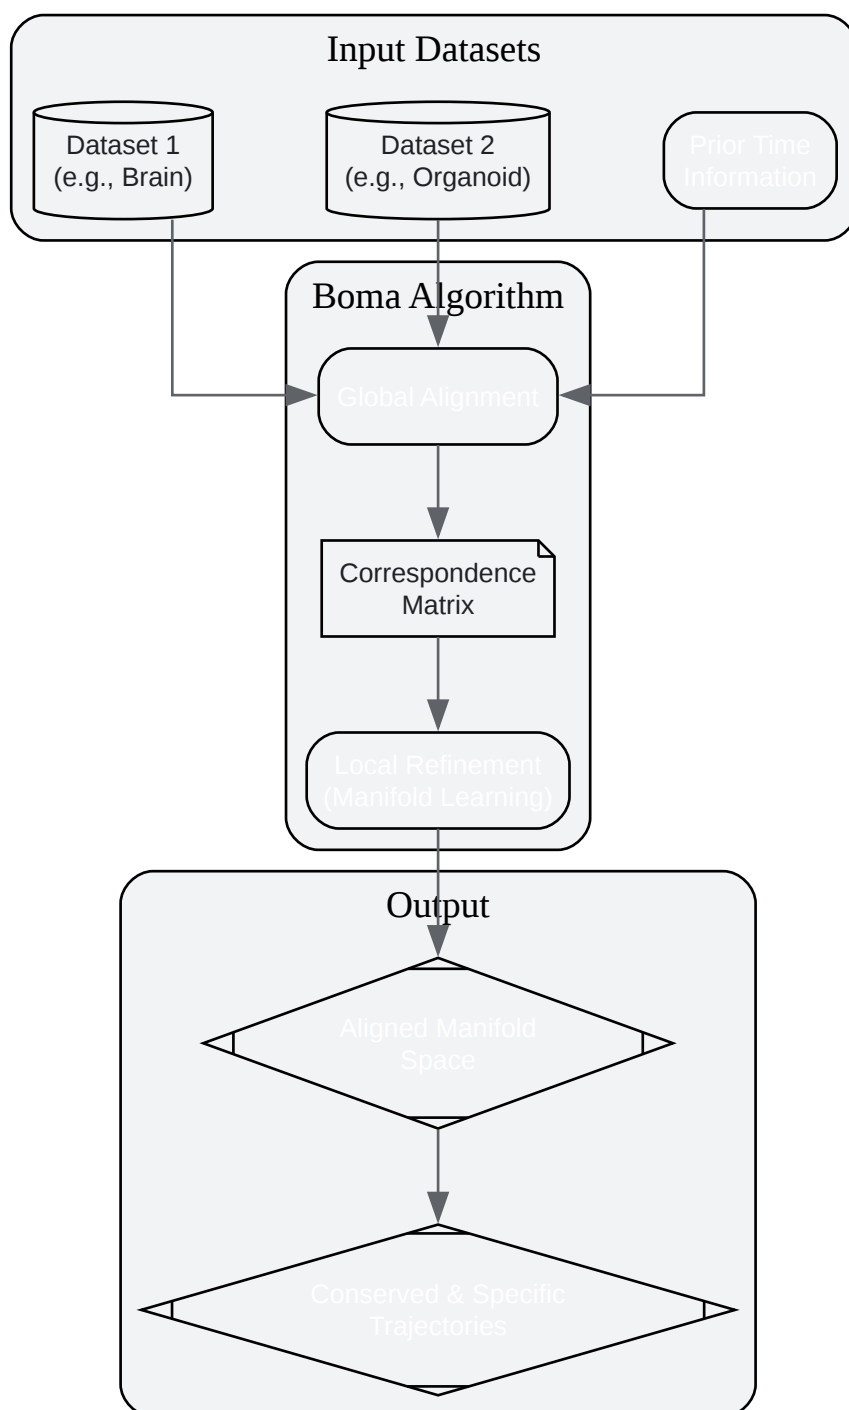 Input Datasets
Dataset 1
(e.g., Brain)
Dataset 2
(e.g., Organoid)
Prior Time
Information
Boma Algorithm
Global Alignment
Correspondence
Matrix
Local Refinement
(Manifold Learning)
Output
Aligned Manifold
Space
Conserved & Specific
Trajectories